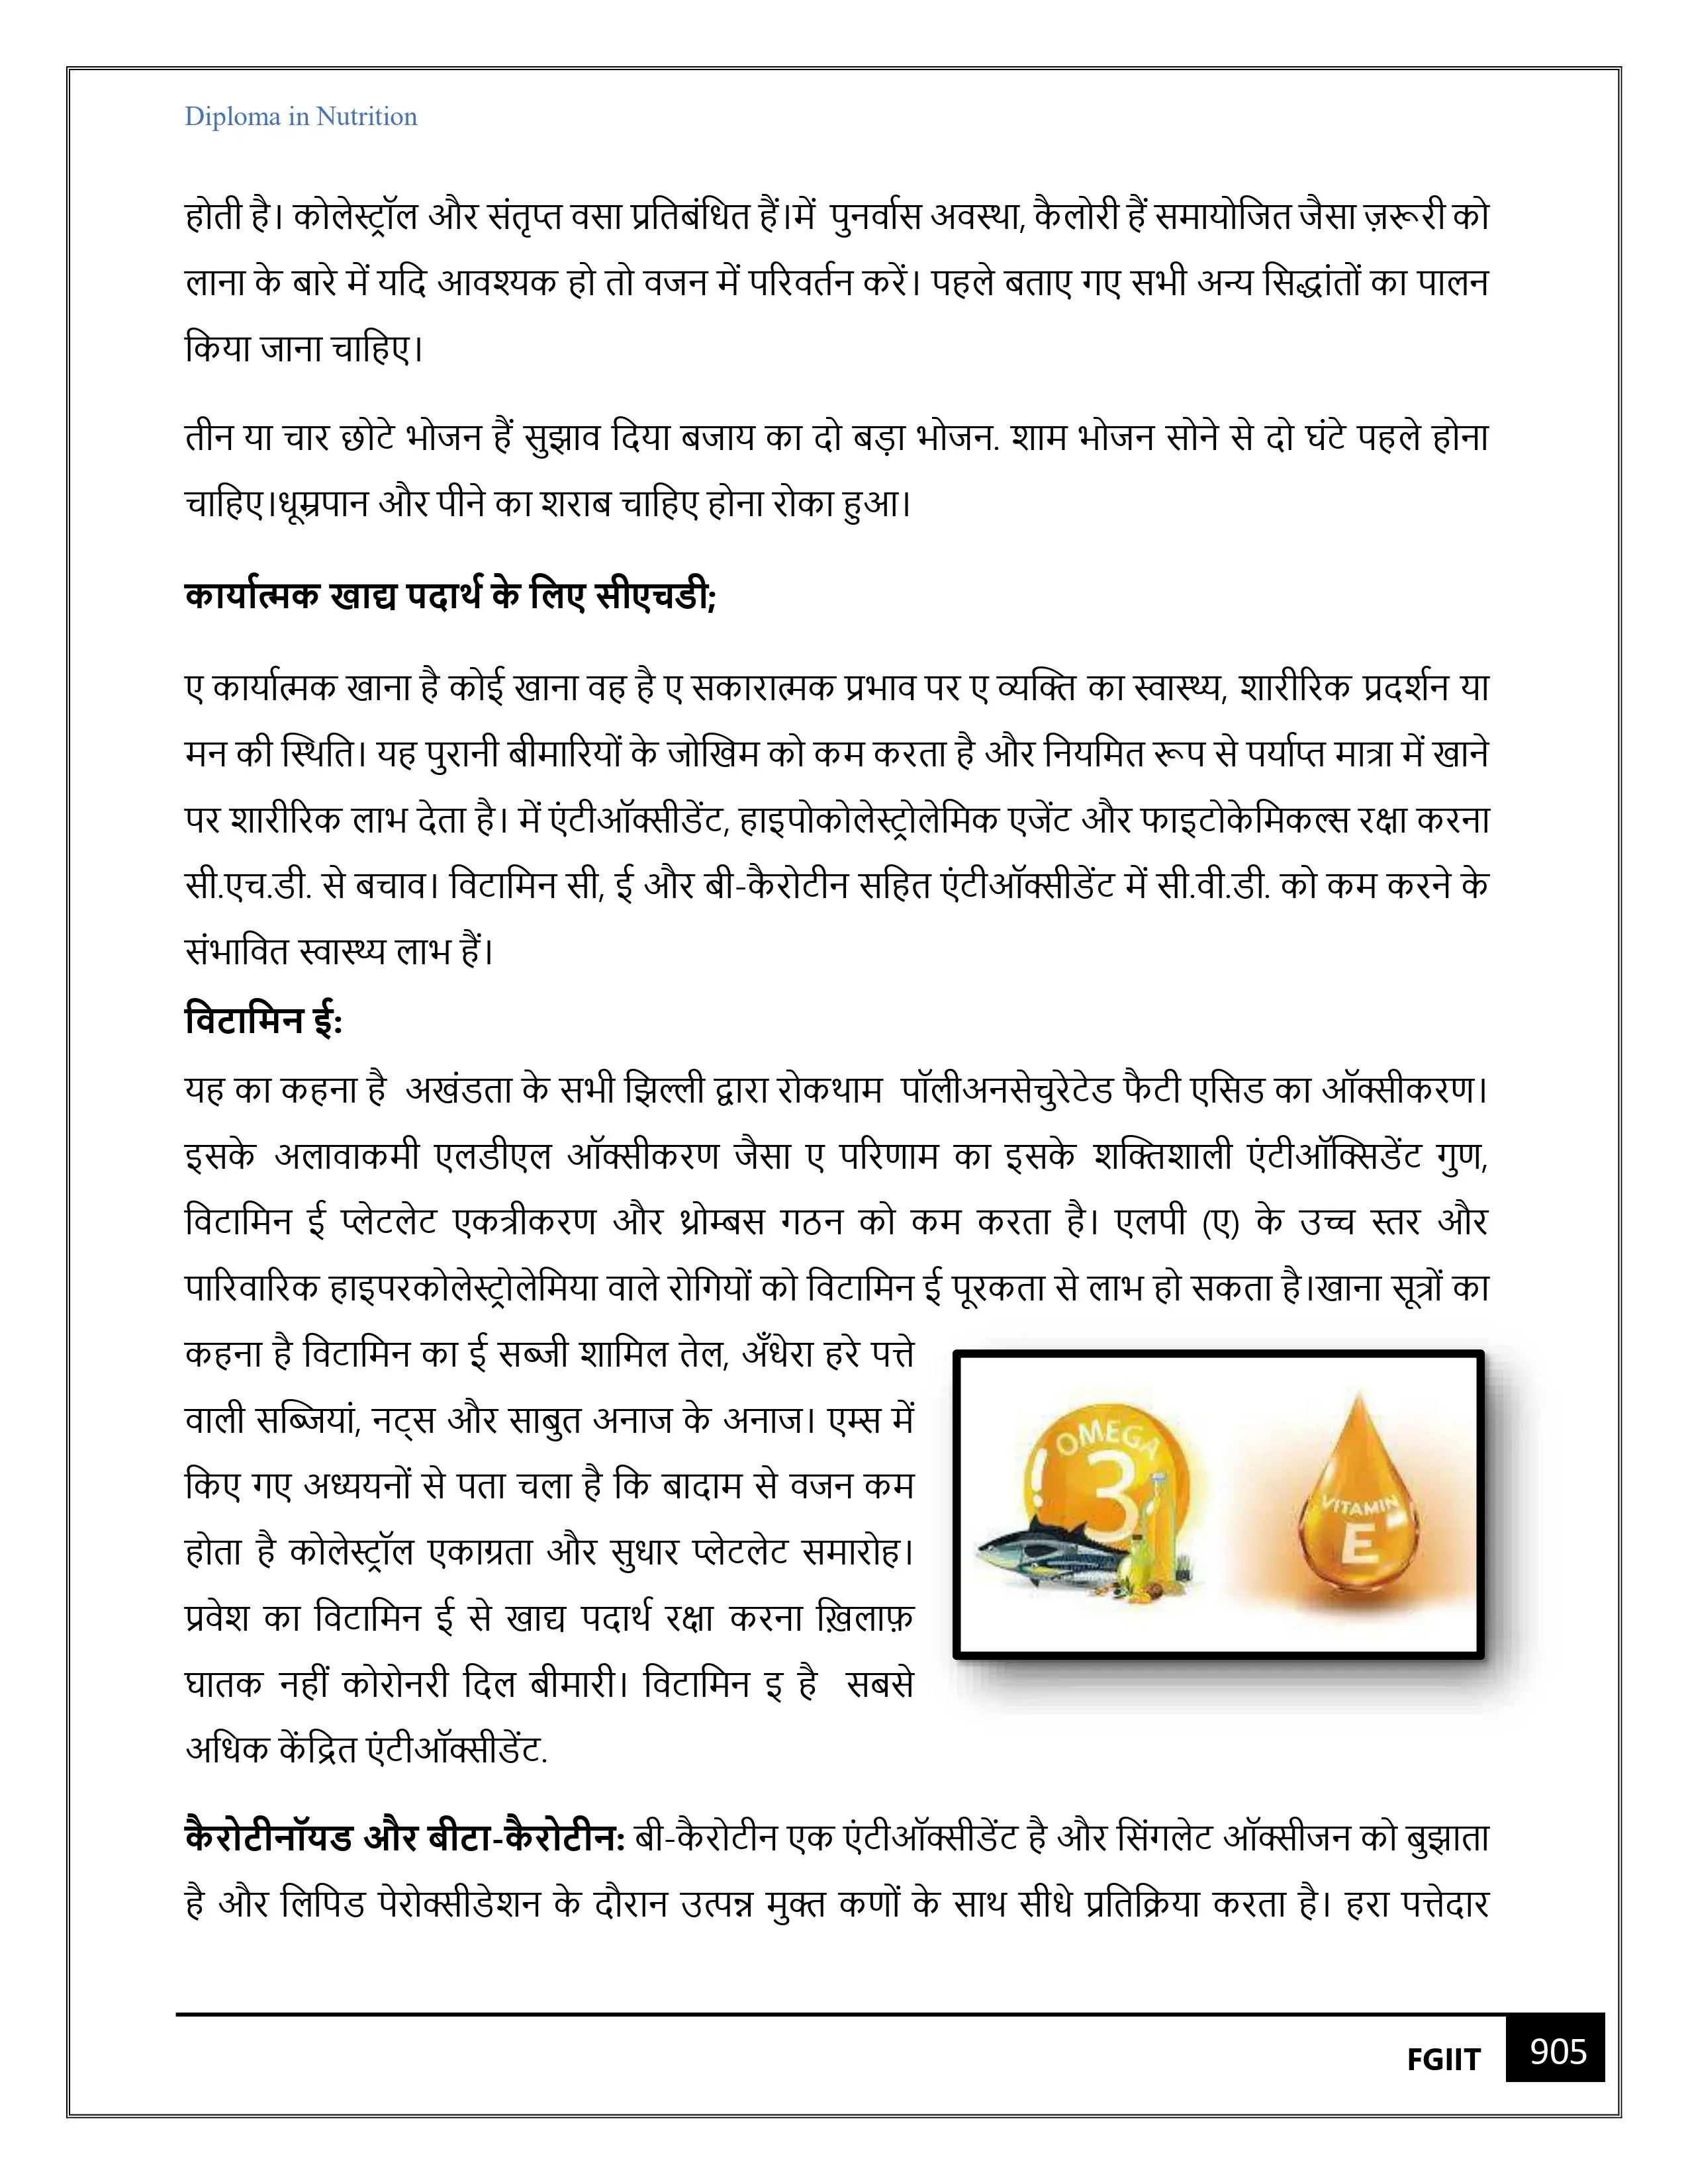 Diploma in Nutrition
होती है। कोलेस्ट्रॉल और संतृप्त वसा प्रतिबंधित हैं।में पुनर्वास अवस्था, कैलोरी हैं समायोजित जैसा ज़रूरी को
लाना के बारे में यदि आवश्यक हो तो वजन में परिवर्तन करें। पहले बताए गए सभी अन्य सिद्धांतों का पालन
किया जाना चाहिए।
तीन या चार छोटे भोजन हैं सुझाव दिया बजाय का दो बड़ा भोजन. शाम भोजन सोने से दो घंटे पहले होना
चाहिए।धूम्रपान और पीने का शराब चाहिए होना रोका हुआ।
कार्यात्मक खाद्य पदार्थ के लिए सीएचडी;
ए कार्यात्मक खाना है कोई खाना वह है ए सकारात्मक प्रभाव पर ए व्यक्ति का स्वास्थ्य, शारीरिक प्रदर्शन या
मन की स्थिति। यह पुरानी बीमारियों के जोखिम को कम करता है और नियमित रूप से पर्याप्त मात्रा में खाने
पर शारीरिक लाभ देता है। में एंटीऑक्सीडेंट, हाइपोकोलेस्ट्रोलेमिक एजेंट और फाइटोकेमिकल्स रक्षा करना
सी.एच.डी. से बचाव। विटामिन सी, ई और बी-कैरोटीन सहित एंटीऑक्सीडेंट में सी.वी.डी. को कम करने के
संभावित स्वास्थ्य लाभ हैं।
विटामिन ई:
यह का कहना है अखंडता के सभी झिल्ली द्वारा रोकथाम पॉलीअनसेचुरेटेड फैटी एसिड का ऑक्सीकरण।
इसके अलावाकमी एलडीएल ऑक्सीकरण जैसा ए परिणाम का इसके शक्तिशाली एंटीऑक्सिडेंट गुण,
विटामिन ई प्लेटलेट एकत्रीकरण और थ्रोम्बस गठन को कम करता है। एलपी (ए) के उच्च स्तर और
पारिवारिक हाइपरकोलेस्ट्रोलेमिया वाले रोगियों को विटामिन ई पूरकता से लाभ हो सकता है।खाना सूत्रों का
कहना है विटामिन का ई सब्जी शामिल तेल, अँधेरा हरे पत्ते
वाली सब्जियां, नट्स और साबुत अनाज के अनाज। एम्स में
किए गए अध्ययनों से पता चला है कि बादाम से वजन कम
होता है कोलेस्ट्रॉल एकाग्रता और सुधार प्लेटलेट समारोह।
प्रवेश का विटामिन ई से खाद्य पदार्थ रक्षा करना ख़िलाफ़
घातक नहीं कोरोनरी दिल बीमारी। विटामिन इ है सबसे
अधिक केंद्रित एंटीऑक्सीडेंट.
OMEGA
3
VITAMIN
E
कैरोटीनॉयड और बीटा-कैरोटीन: बी-कैरोटीन एक एंटीऑक्सीडेंट है और सिंगलेट ऑक्सीजन को बुझाता
है और लिपिड पेरोक्सीडेशन के दौरान उत्पन्न मुक्त कणों के साथ सीधे प्रतिक्रिया करता है। हरा पत्तेदार
FGIIT 905